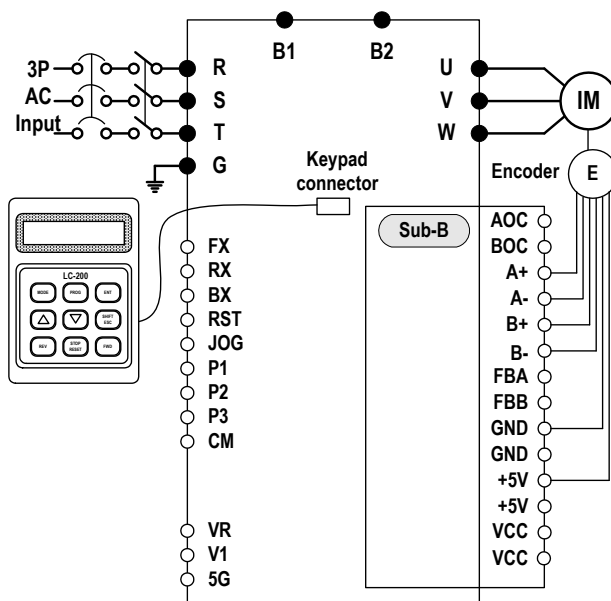 B1
B2
3P
AC
Input
R
S
T
G
U
V
W
IM
Encoder
E
Keypad
connector
Sub-B
LC-200
MODE
PROG
ENT
SHIFT
ESC
REV
STOP
RESET
FWD
FX
RX
BX
RST
JOG
P1
P2
P3
CM
VR
V1
5G
AOC
BOC
A+
A-
B+
B-
FBA
FBB
GND
GND
+5V
+5V
VCC
VCC